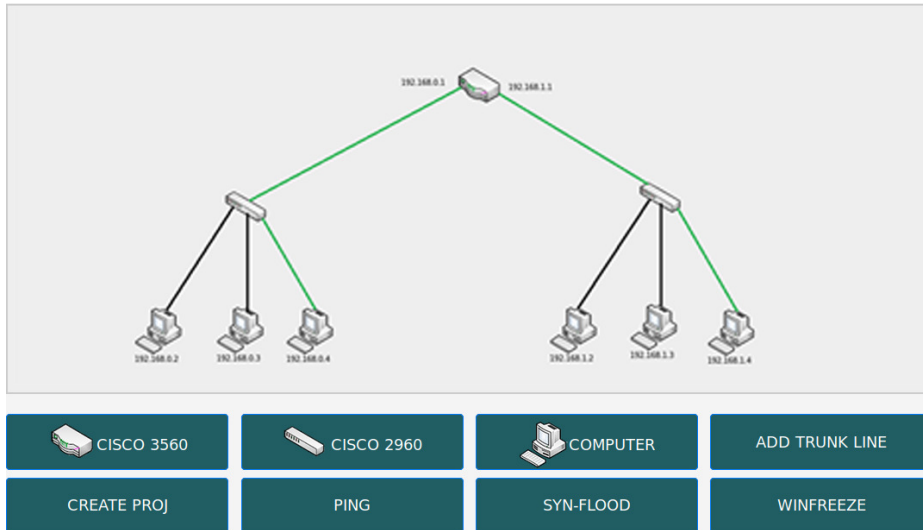 192.168.0.1
192.168.1.1
192.168.0.2
192.168.0.3
192.168.0.4
192.168.1.2
192.168.1.3
192.168.1.4
CISCO 3560
CISCO 2960
COMPUTER
ADD TRUNK LINE
CREATE PROJ
PING
SYN-FLOOD
WINFREEZE